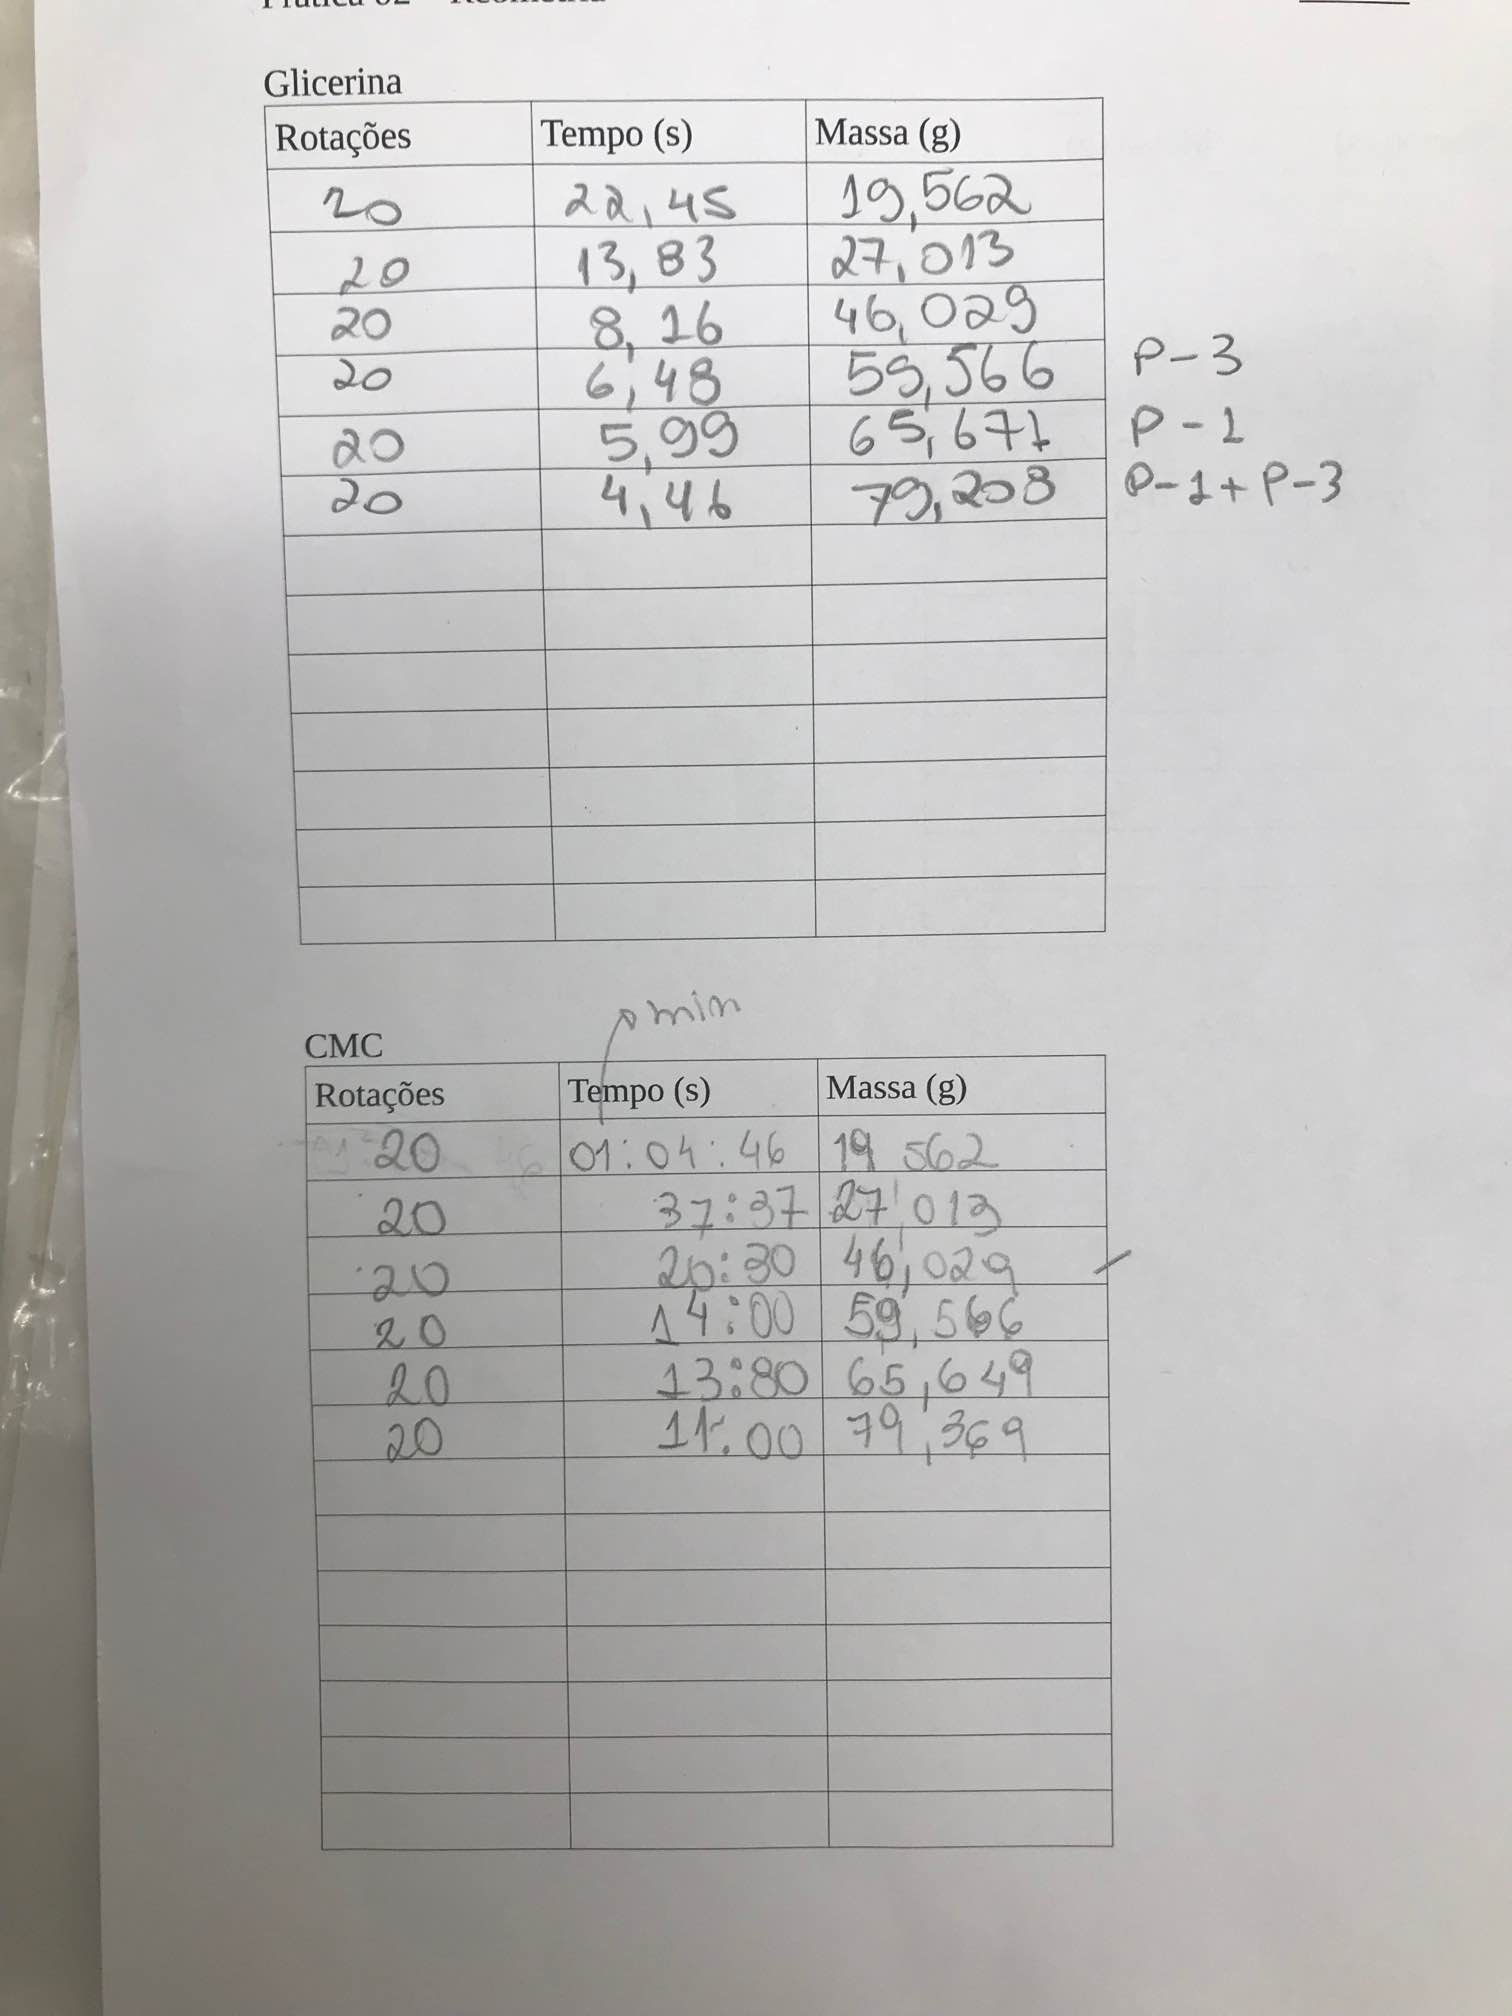 Prática 02 - Reometria
Glicerina
Rotações Tempo (s) Massa (g)
20 22,45 19,562
20 13,83 27,013
20 8,16 46,029
20 6,48 59,566 P-3
20 5,99 65,671 P-1
20 4,46 79,208 P-1+P-3
min
CMC
Rotações Tempo (s) Massa (g)
20 01:04:46 19 562
20 37:37 27,013
20 20:30 46,029
20 14:00 59,566
20 13:80 65,649
20 11:00 79,369